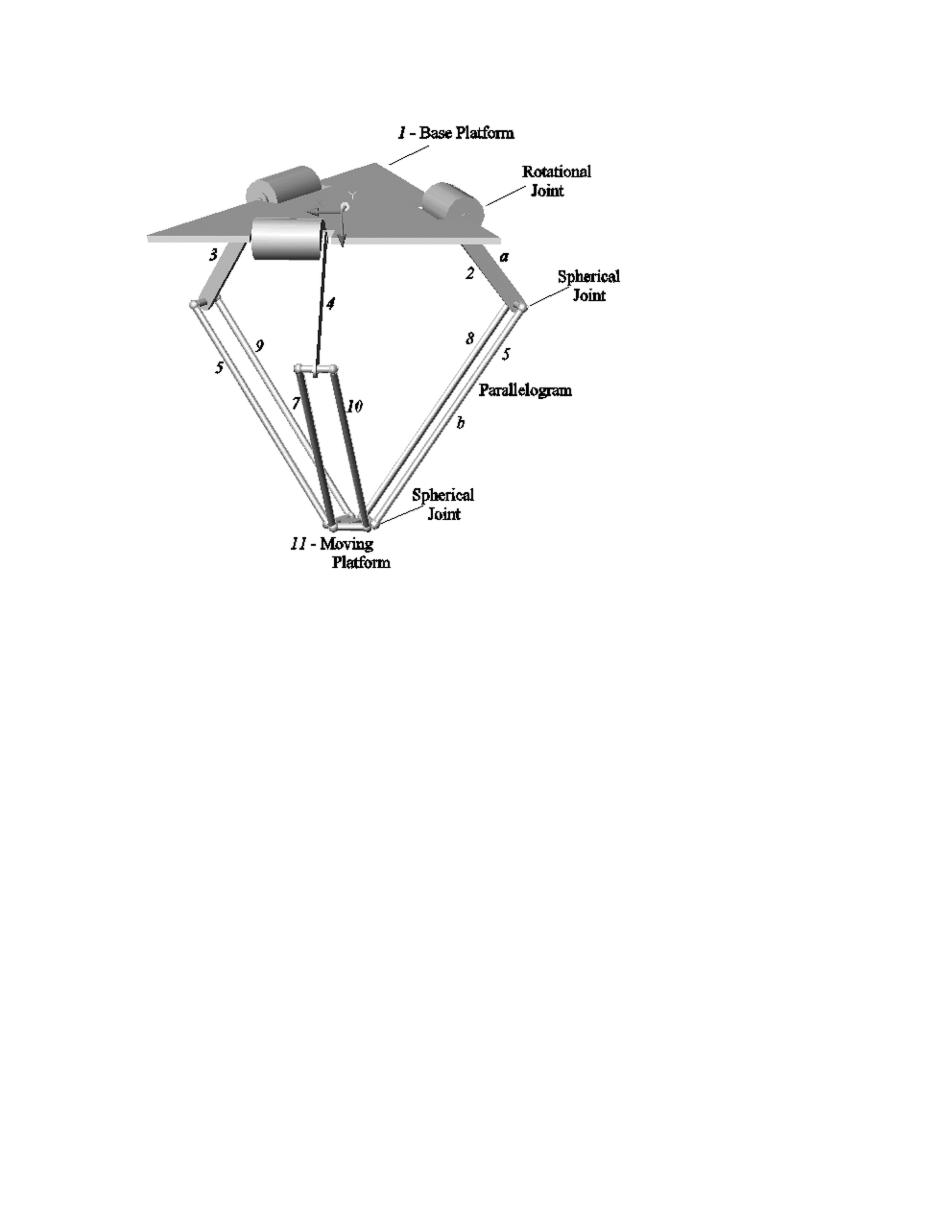 1 - Base Platform
Rotational
Joint
Y
3
a
2
Spherical
Joint
4
8
9
5
5
Parallelogram
7
10
b
Spherical
Joint
11 - Moving
Platform